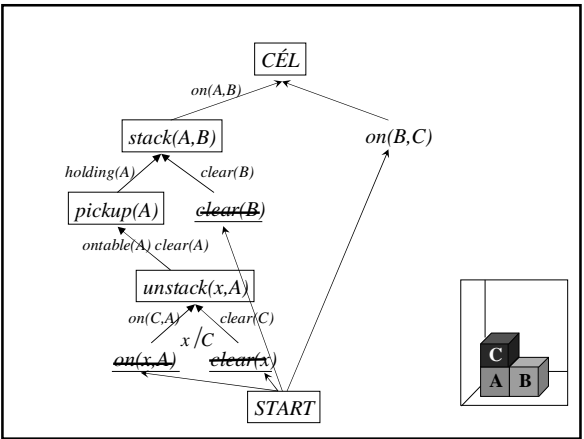 CÉL
on(A,B)
stack(A,B)
on(B,C)
holding(A)
clear(B)
pickup(A)
clear(B)
ontable(A) clear(A)
unstack(x,A)
on(C,A)
clear(C)
x /C
on(x,A)
clear(x)
C
A B
START